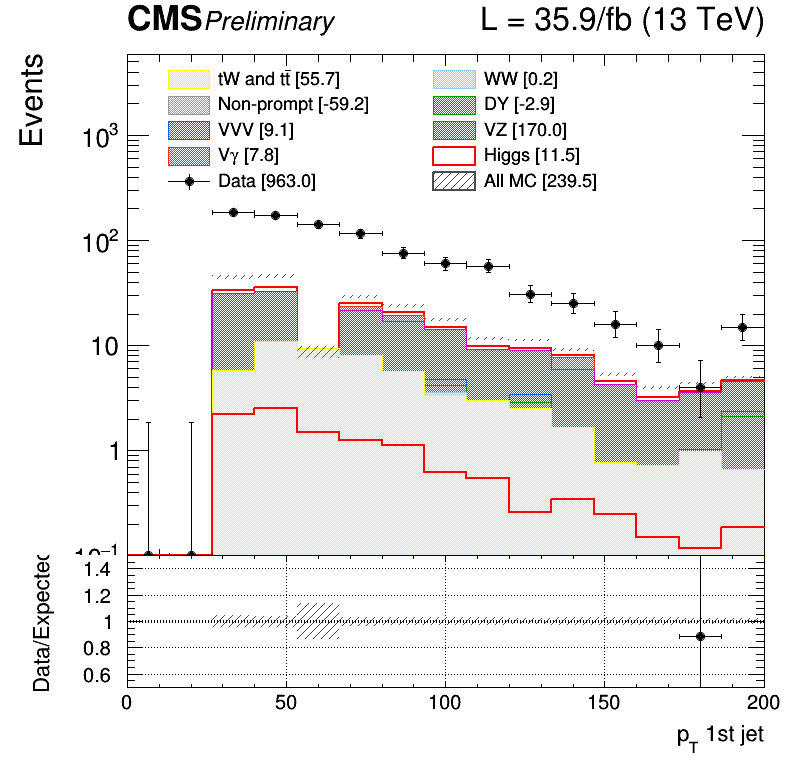 CMS Preliminary L = 35.9/fb (13 TeV)
Events
tW and tt̄ [55.7]
WW [0.2]
Non-prompt [-59.2]
DY [-2.9]
VVV [9.1]
VZ [170.0]
Vγ [7.8]
Higgs [11.5]
Data [963.0]
All MC [239.5]
10³
10²
10
1
10⁻¹
Data/Expected
1.4
1.2
1
0.8
0.6
0 50 100 150 200
p_T 1st jet